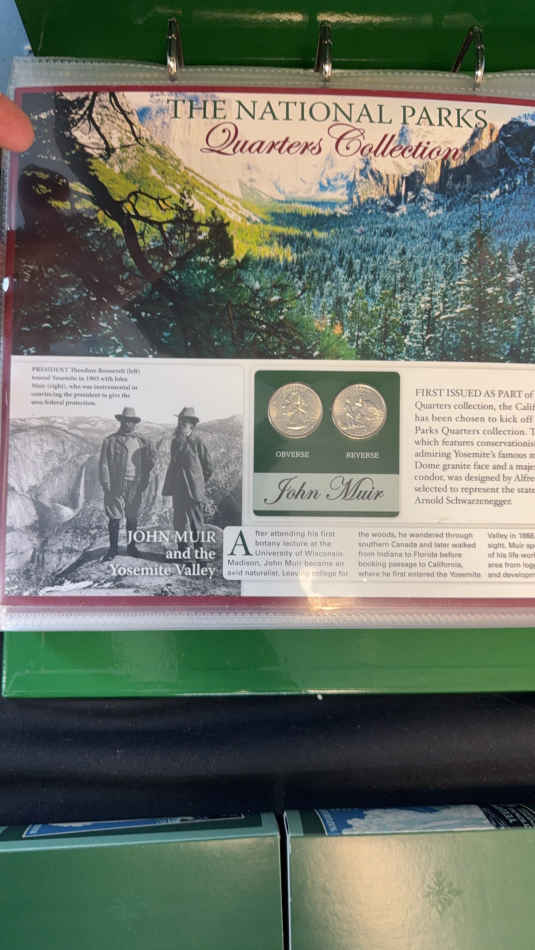 THE NATIONAL PARKS
Quarters Collection
PRESIDENT Theodore Roosevelt (left)
toured Yosemite in 1903 with John
Muir (right), who was instrumental in
convincing the president to give the
area federal protection.
OBVERSE REVERSE
John Muir
FIRST ISSUED AS PART of
Quarters collection, the Calif
has been chosen to kick off
Parks Quarters collection. T
which features conservationis
admiring Yosemite's famous
Dome granite face and a maje
condor, was designed by Alfre
selected to represent the state
Arnold Schwarzenegger.
JOHN MUIR
and the
Yosemite Valley
After attending his first
botany lecture at the
University of Wisconsin
Madison, John Muir became an
avid naturalist. Leaving college for
the woods, he wandered through
southern Canada and later walked
from Indiana to Florida before
booking passage to California,
where he first entered the Yosemite
Valley in 1868.
sight, Muir spe
of his life work
area from logg
and developm